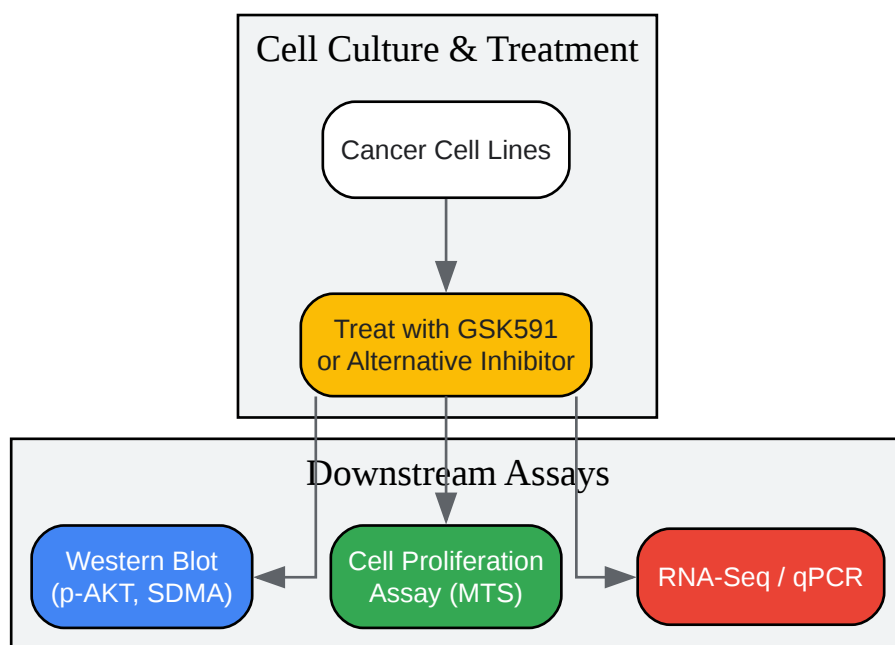 Cell Culture & Treatment
Cancer Cell Lines
Treat with GSK591
or Alternative Inhibitor
Downstream Assays
Western Blot
(p-AKT, SDMA)
Cell Proliferation
Assay (MTS)
RNA-Seq / qPCR